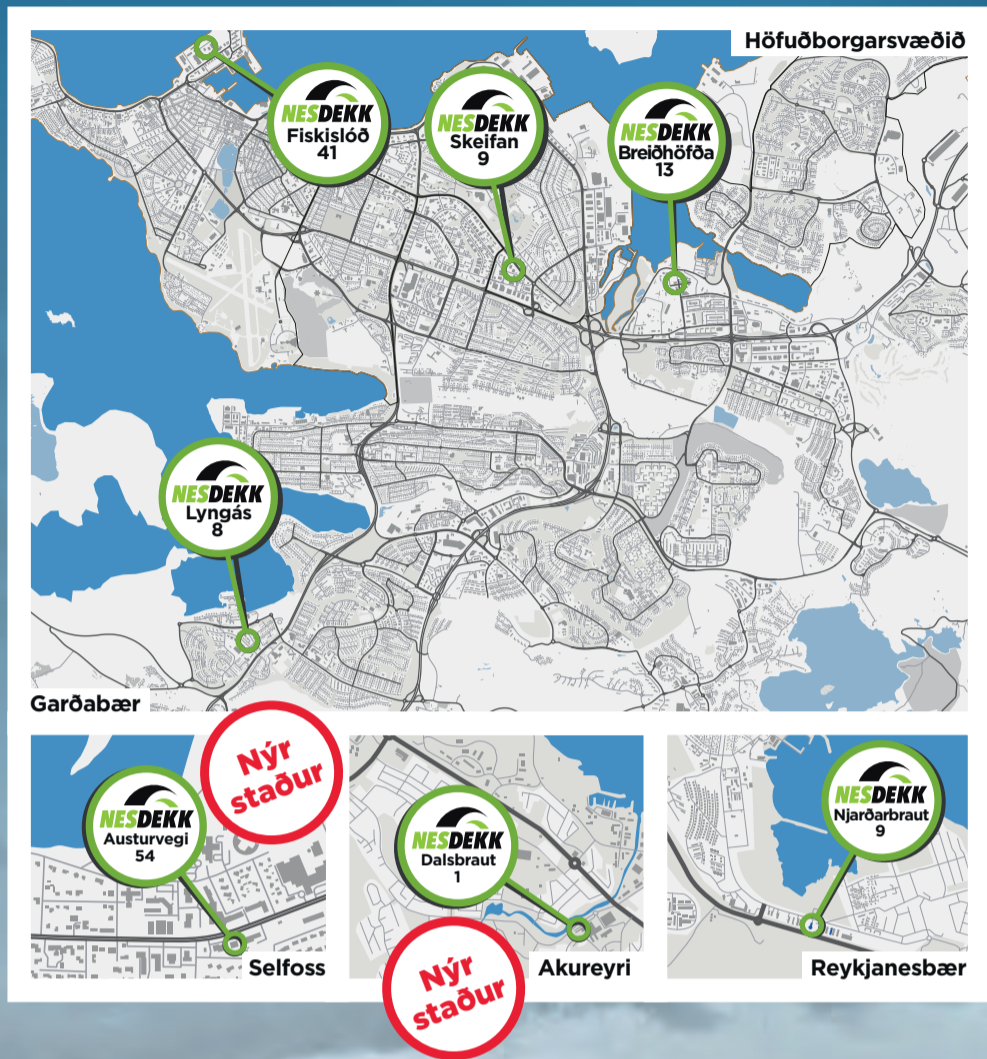 Höfuðborgarsvæðið
NESDEKK
Fiskislóð
41
NESDEKK
Skeifan
9
NESDEKK
Breiðhöfða
13
NESDEKK
Lyngás
8
Garðabær
Nýr
staður
NESDEKK
Austurvegi
54
Selfoss
NESDEKK
Dalsbraut
1
Akureyri
Nýr
staður
NESDEKK
Njarðarbraut
9
Reykjanesbær